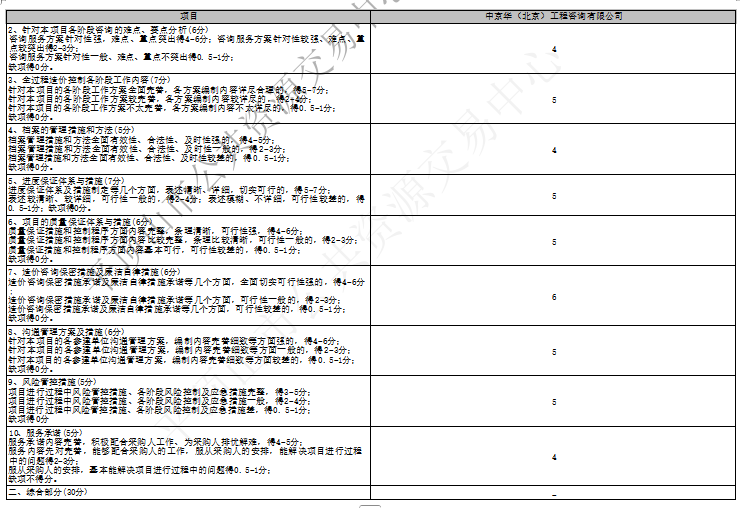 项目 中京华（北京）工程咨询有限公司
2、针对本项目各阶段咨询的难点、要点分析(6分)
咨询服务方案针对性强，难点、重点突出得4-6分；咨询服务方案针对性较强、难点、重
点较突出得2-3分；
咨询服务方案针对性一般、难点、重点不突出得0.5-1分；
缺项得0分。
4
3、全过程造价控制各阶段工作内容(7分)
针对本项目的各阶段工作方案全面完善，各方案编制内容详尽合理的，得5-7分；
针对本项目的各阶段工作方案较完善，各方案编制内容较详尽的，得2-4分；
针对本项目的各阶段工作方案不太完善，各方案编制内容不太详尽的，得0.5-1分；
缺项得0分。
5
4、档案的管理措施和方法(5分)
档案管理措施和方法全面有效性、合法性、及时性强的，得4-5分；
档案管理措施和方法全面有效性、合法性、及时性一般的，得2-3分；
档案管理措施和方法全面有效性、合法性、及时性较差的，得0.5-1分；
缺项得0分。
4
5、进度保证体系与措施(7分)
进度保证体系及措施制定等几个方面，表述清晰、详细，切实可行的，得5-7分；
表述较清晰、较详细，可行性一般的，得2-4分；表述模糊、不详细，可行性较差的，得
0.5-1分；缺项得0分。
5
6、项目的质量保证体系与措施(6分)
质量保证措施和控制程序方面内容完整，条理清晰，可行性强，得4-6分；
质量保证措施和控制程序方面内容比较完整，条理比较清晰，可行性一般的，得2-3分；
质量保证措施和控制程序方面内容基本可行，可行性较差的，得0.5-1分；
缺项得0分。
5
7、造价咨询保密措施及廉洁自律措施(6分)
造价咨询保密措施承诺及廉洁自律措施承诺等几个方面，全面切实可行性强的，得4-6分
；
造价咨询保密措施承诺及廉洁自律措施承诺等几个方面，可行性一般的，得2-3分；
造价咨询保密措施承诺及廉洁自律措施承诺等几个方面，可行性较差的，得0.5-1分；
缺项得0分。
6
8、沟通管理方案及措施(6分)
针对本项目的各参建单位沟通管理方案，编制内容完善细致等方面强的，得4-6分；
针对本项目的各参建单位沟通管理方案，编制内容完善细致等方面一般的，得2-3分；
针对本项目的各参建单位沟通管理方案，编制内容完善细致等方面较差的，得0.5-1分；
缺项得0分。
5
9、风险管控措施(5分)
项目进行过程中风险管控措施、各阶段风险控制及应急措施完整，得3-5分；
项目进行过程中风险管控措施、各阶段风险控制及应急措施一般，得2-4分；
项目进行过程中风险管控措施、各阶段风险控制及应急措施差，得0.5-1分；
缺项得0分
5
10、服务承诺(5分)
服务承诺内容完善，积极配合采购人工作、为采购人排忧解难，得4-5分；
服务内容先对完善，能够配合采购人的工作，服从采购人的安排，能解决项目进行过程
中的问题得2-3分；
服从采购人的安排，基本能解决项目进行过程中的问题得0.5-1分；
缺项不得分。
4
二、综合部分(30分) –
公共资源交易中心
共资源交易中心